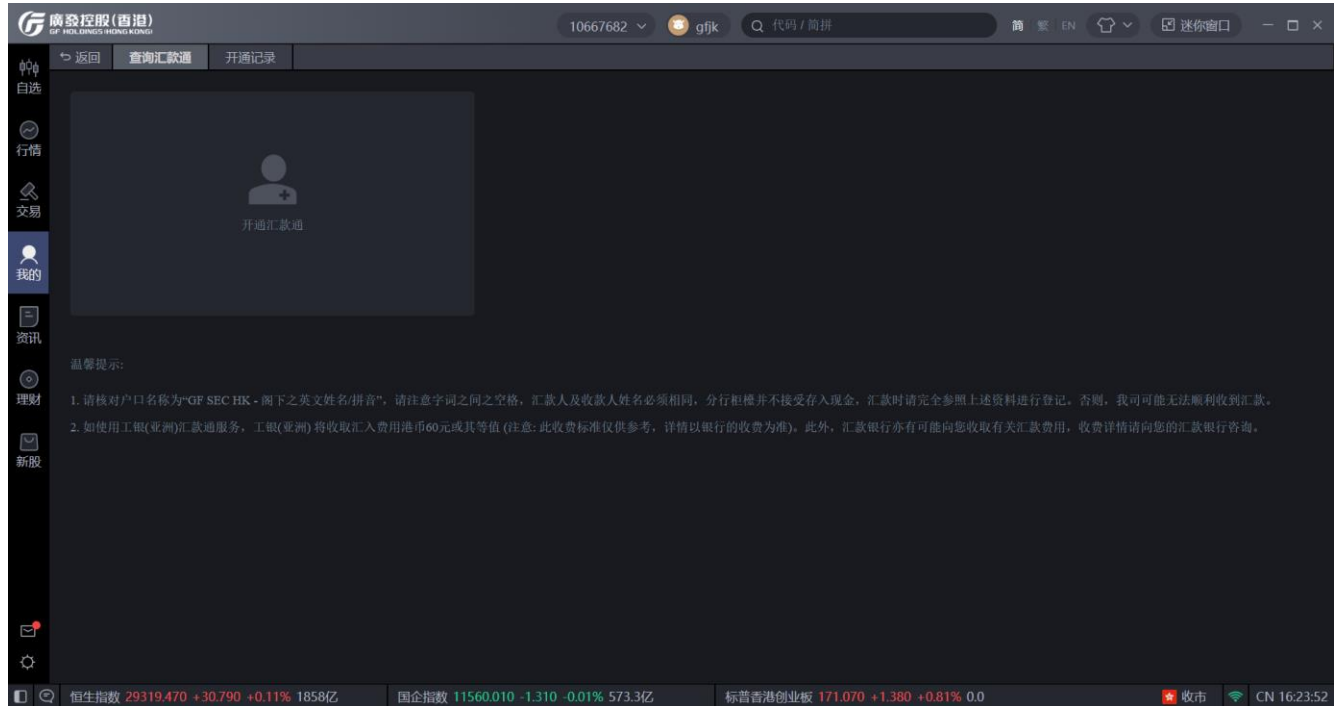 廣發控股(香港)
GF HOLDINGS (HONG KONG)
10667682
gfjk
代码 / 简拼
简 繁 EN
迷你窗口
返回 查询汇款通 开通记录
自选
行情
交易
我的
资讯
理财
新股
开通汇款通
温馨提示:
1. 请核对户口名称为“GF SEC HK - 阁下之英文姓名/拼音”，请注意字词之间之空格，汇款人及收款人姓名必须相同，分行柜檯并不接受存入现金，汇款时请完全参照上述资料进行登记。否则，我司可能无法顺利收到汇款。
2. 如使用工银(亚洲)汇款通服务，工银(亚洲) 将收取汇入费用港币60元或其等值 (注意: 此收费标准仅供参考，详情以银行的收费为准)。此外，汇款银行亦有可能向您收取有关汇款费用，收费详情请向您的汇款银行咨询。
恒生指数 29319.470 +30.790 +0.11% 1858亿 国企指数 11560.010 -1.310 -0.01% 573.3亿 标普香港创业板 171.070 +1.380 +0.81% 0.0 收市 CN 16:23:52